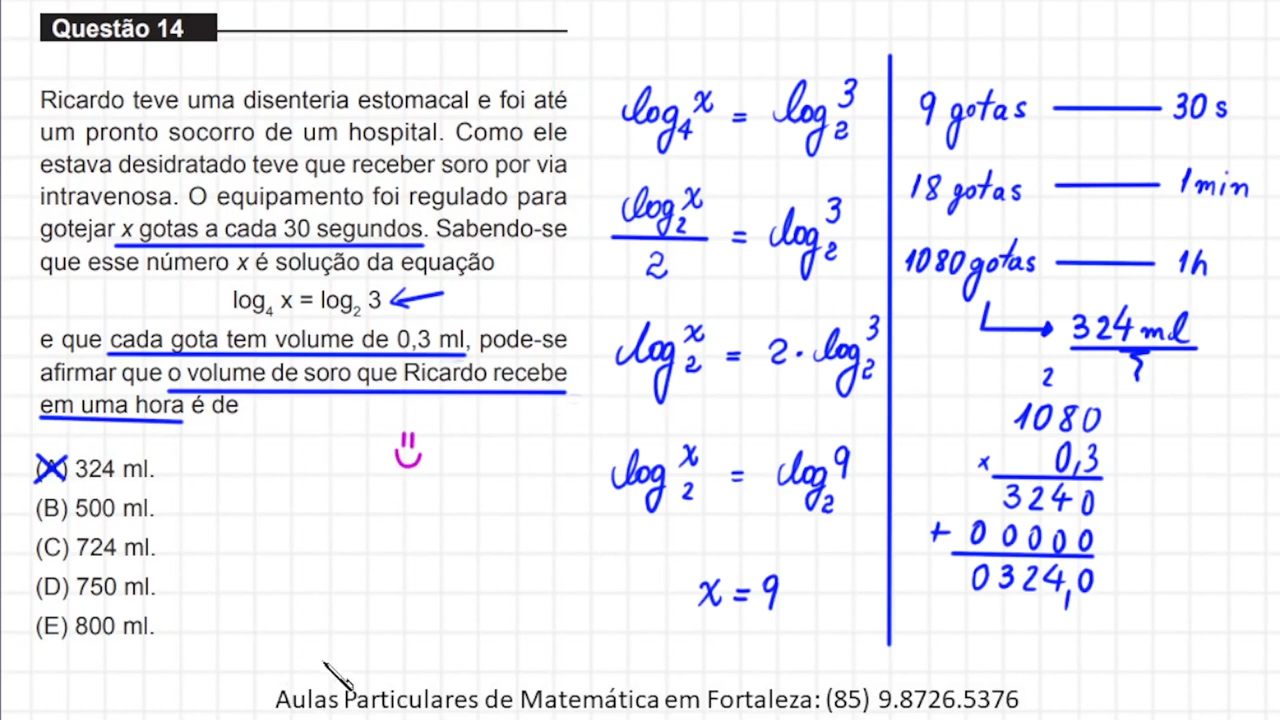 Questão 14
Ricardo teve uma disenteria estomacal e foi até
um pronto socorro de um hospital. Como ele
estava desidratado teve que receber soro por via
intravenosa. O equipamento foi regulado para
gotejar x gotas a cada 30 segundos. Sabendo-se
que esse número x é solução da equação
log₄ x = log₂ 3
e que cada gota tem volume de 0,3 ml, pode-se
afirmar que o volume de soro que Ricardo recebe
em uma hora é de
(A) 324 ml.
(B) 500 ml.
(C) 724 ml.
(D) 750 ml.
(E) 800 ml.
log₄ x = log₂ 3
log₂ x
2
= log₂ 3
log₂ x = 2 · log₂ 3
log₂ x = log₂ 9
x = 9
9 gotas — 30 s
18 gotas — 1 min
1080 gotas — 1h
324 ml
2
1080
x 0,3
3240
+ 00000
0324,0
Aulas Particulares de Matemática em Fortaleza: (85) 9.8726.5376